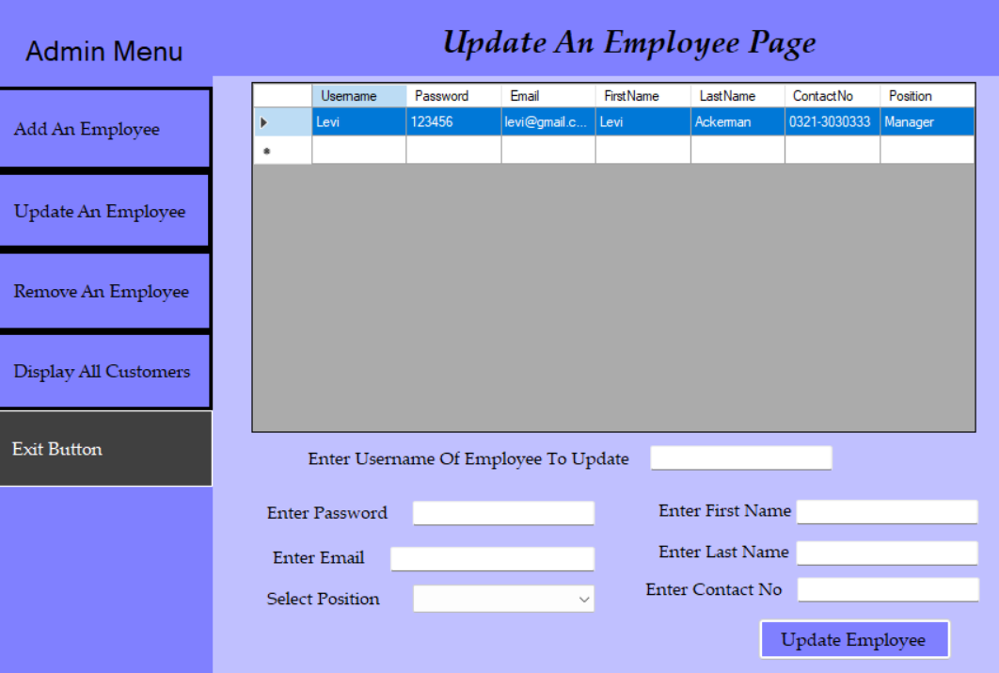 Admin Menu
Update An Employee Page
Add An Employee
Update An Employee
Remove An Employee
Display All Customers
Exit Button
Username Password Email FirstName LastName ContactNo Position
Levi 123456 levi@gmail.c... Levi Ackerman 0321-3030333 Manager
Enter Username Of Employee To Update
Enter Password
Enter First Name
Enter Email
Enter Last Name
Select Position
Enter Contact No
Update Employee